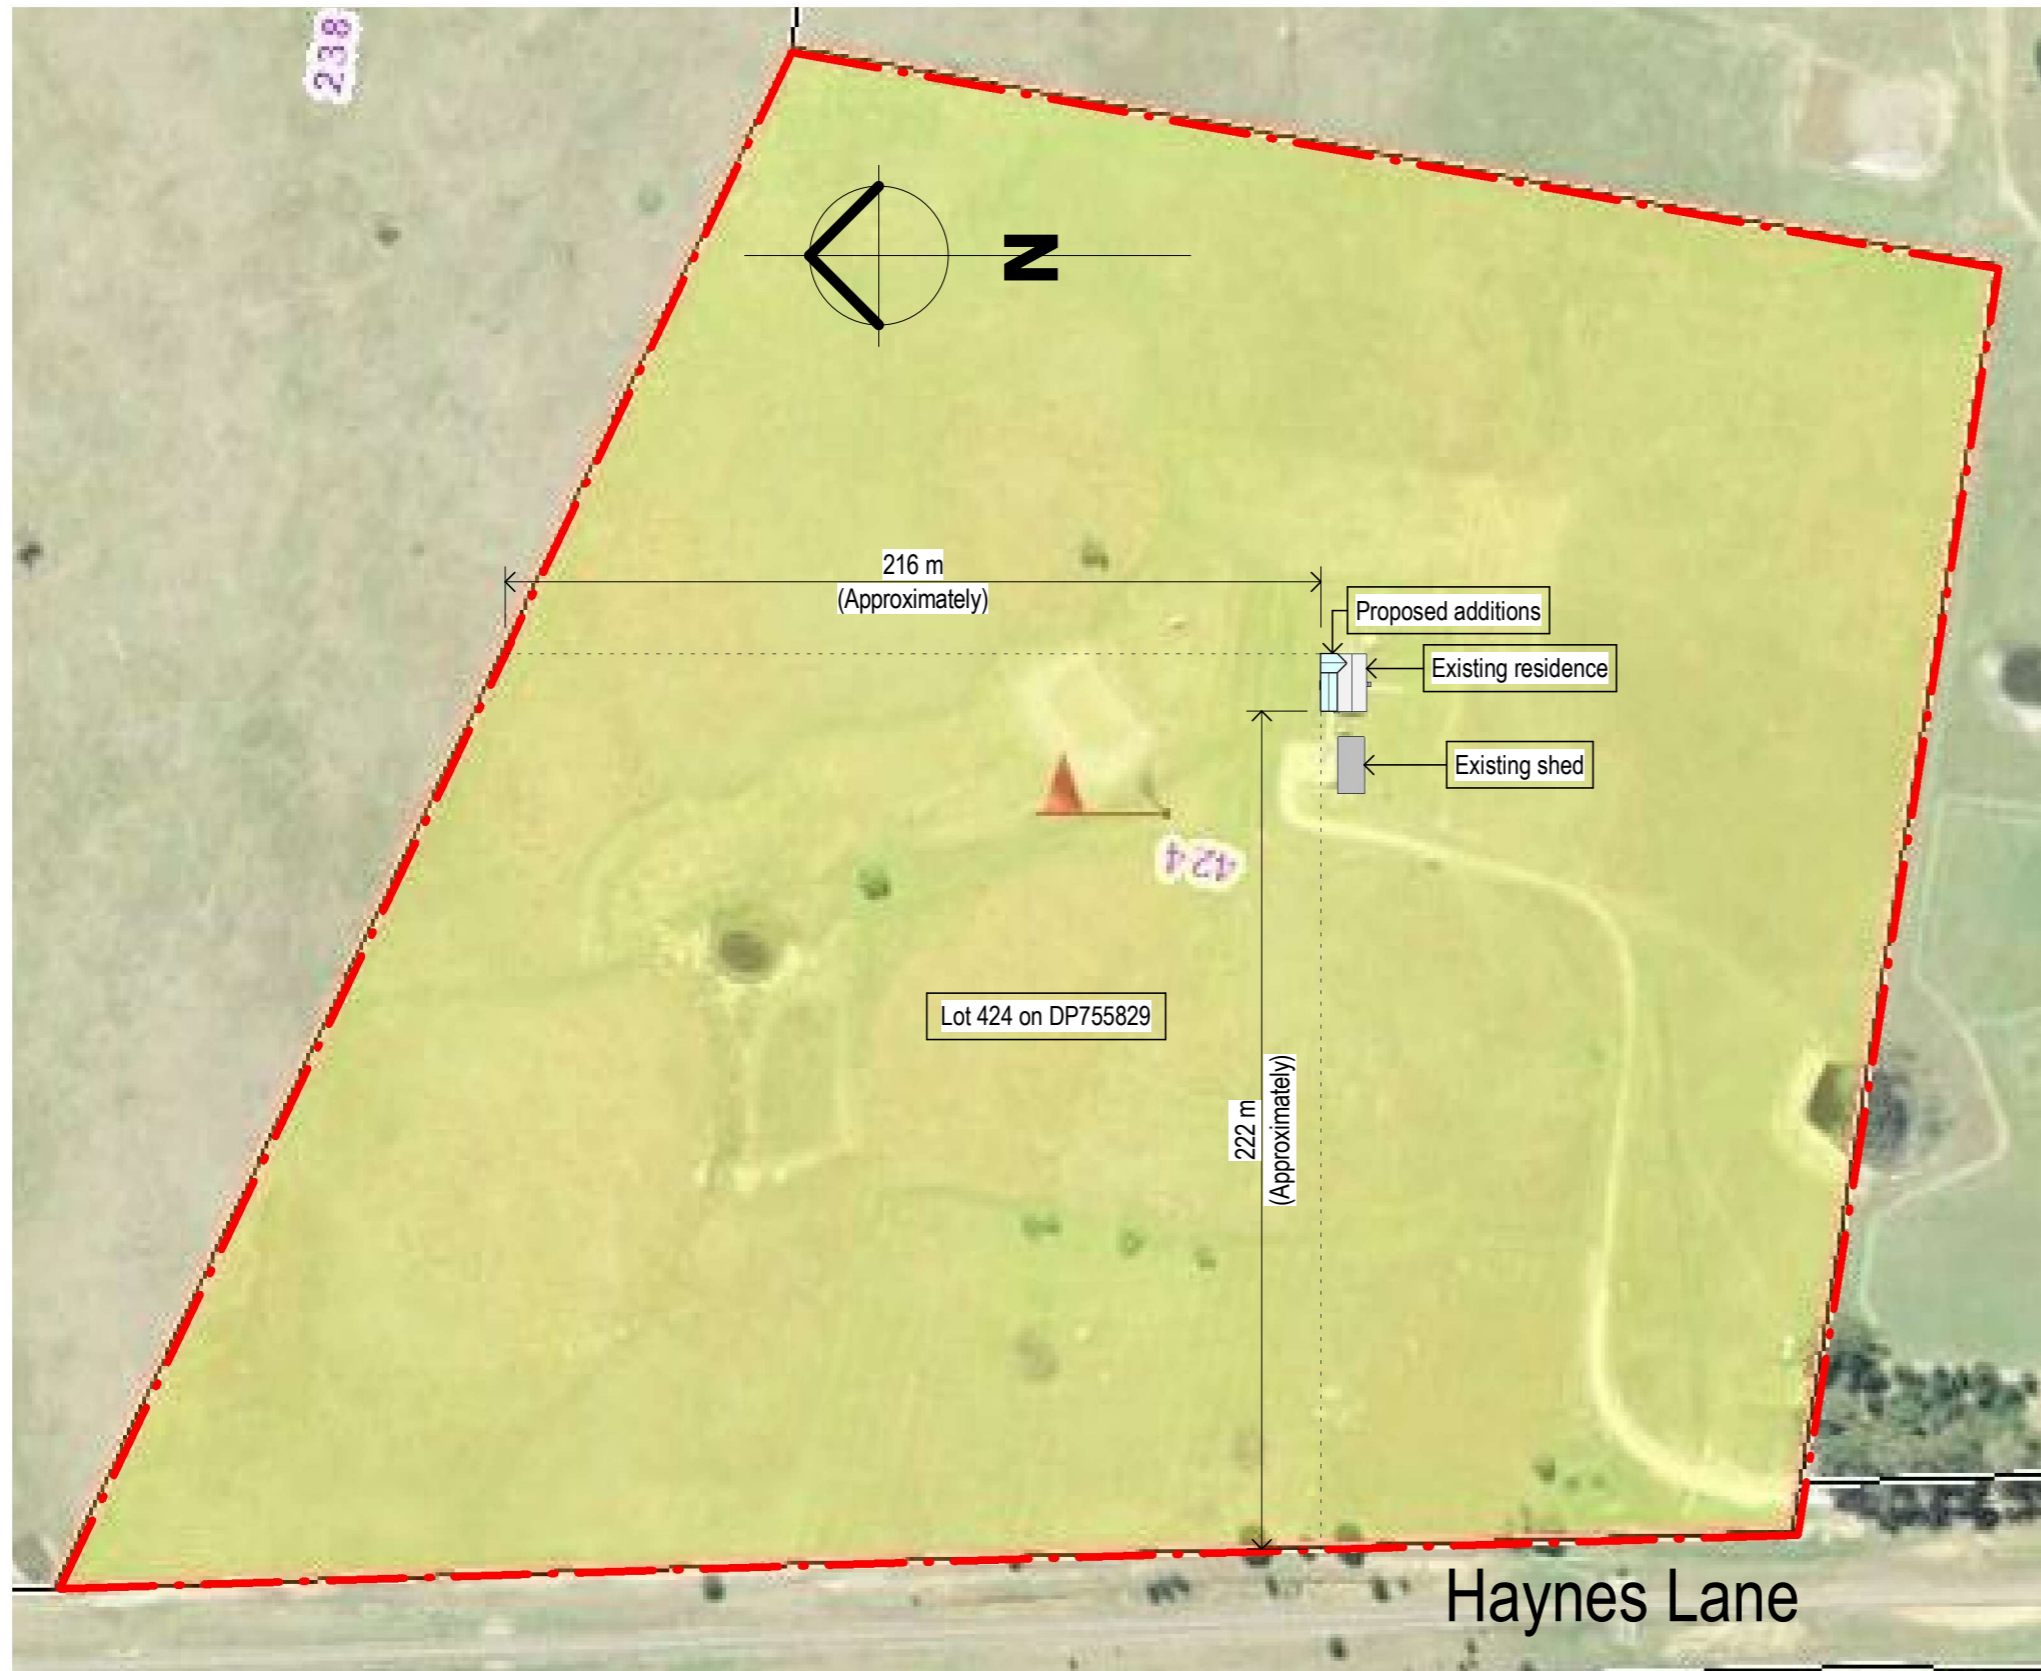 238
N
216 m
(Approximately)
Proposed additions
Existing residence
Existing shed
424
Lot 424 on DP755829
222 m
(Approximately)
Haynes Lane